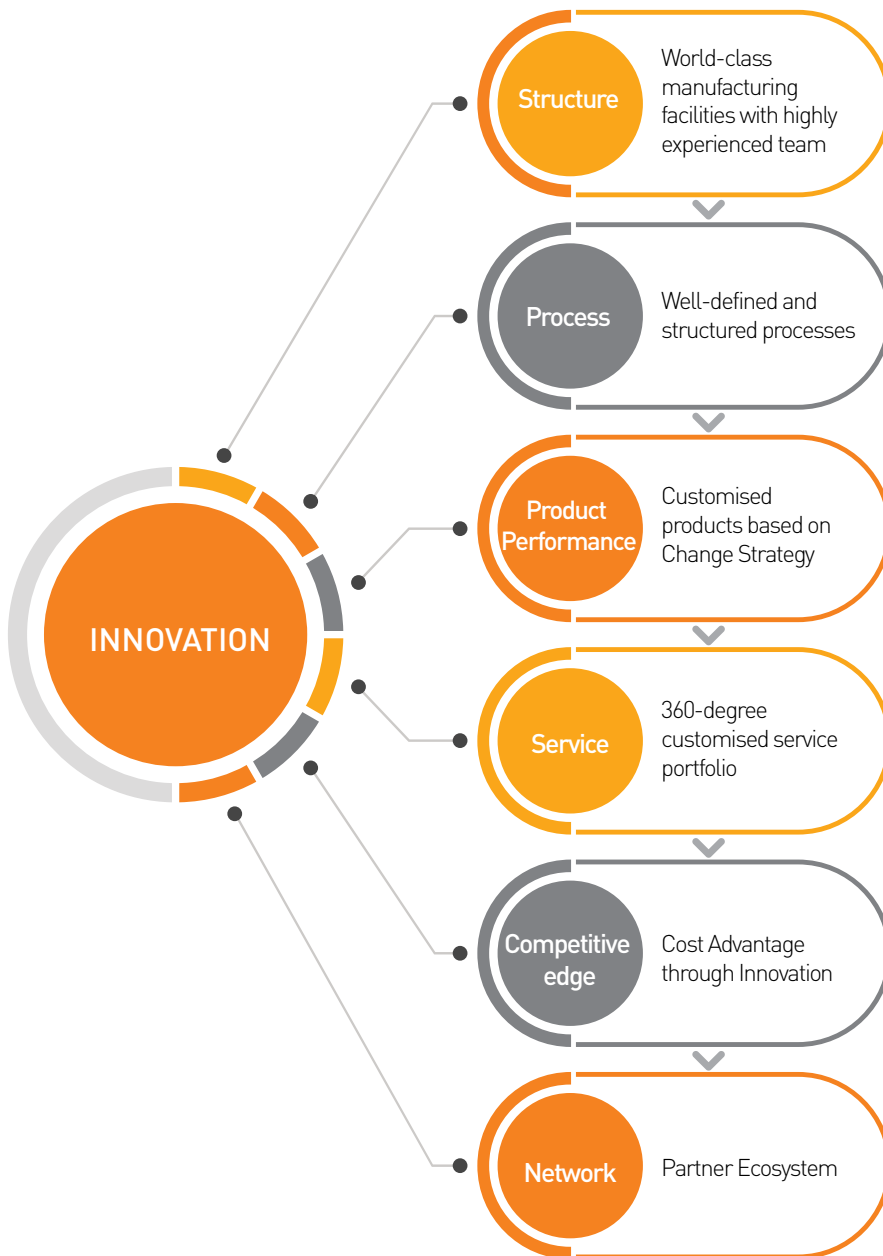 Structure
World-class
manufacturing
facilities with highly
experienced team
Process
Well-defined and
structured processes
Product
Performance
Customised
products based on
Change Strategy
INNOVATION
Service
360-degree
customised service
portfolio
Competitive
edge
Cost Advantage
through Innovation
Network
Partner Ecosystem